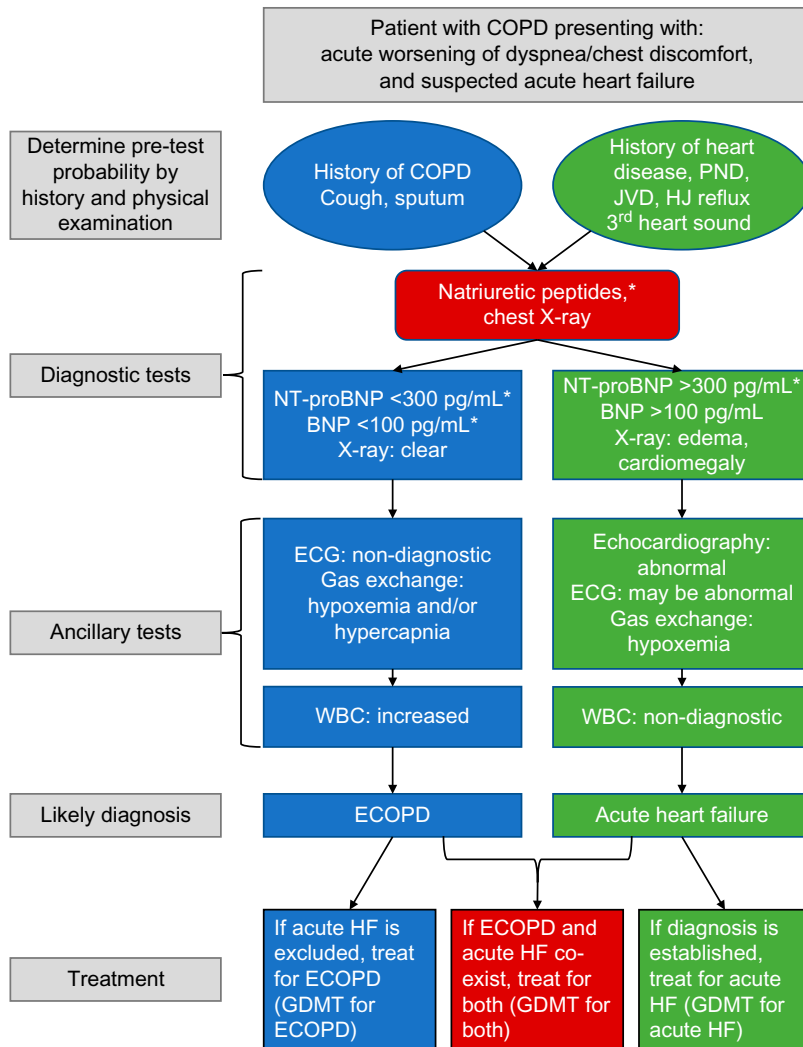 Patient with COPD presenting with:
acute worsening of dyspnea/chest discomfort,
and suspected acute heart failure
Determine pre-test
probability by
history and physical
examination
History of COPD
Cough, sputum
History of heart
disease, PND,
JVD, HJ reflux
3rd heart sound
Natriuretic peptides,*
chest X-ray
Diagnostic tests
NT-proBNP <300 pg/mL*
BNP <100 pg/mL*
X-ray: clear
NT-proBNP >300 pg/mL*
BNP >100 pg/mL
X-ray: edema,
cardiomegaly
Ancillary tests
ECG: non-diagnostic
Gas exchange:
hypoxemia and/or
hypercapnia
Echocardiography:
abnormal
ECG: may be abnormal
Gas exchange:
hypoxemia
WBC: increased
WBC: non-diagnostic
Likely diagnosis
ECOPD
Acute heart failure
Treatment
If acute HF is
excluded, treat
for ECOPD
(GDMT for
ECOPD)
If ECOPD and
acute HF co-
exist, treat for
both (GDMT for
both)
If diagnosis is
established,
treat for acute
HF (GDMT for
acute HF)